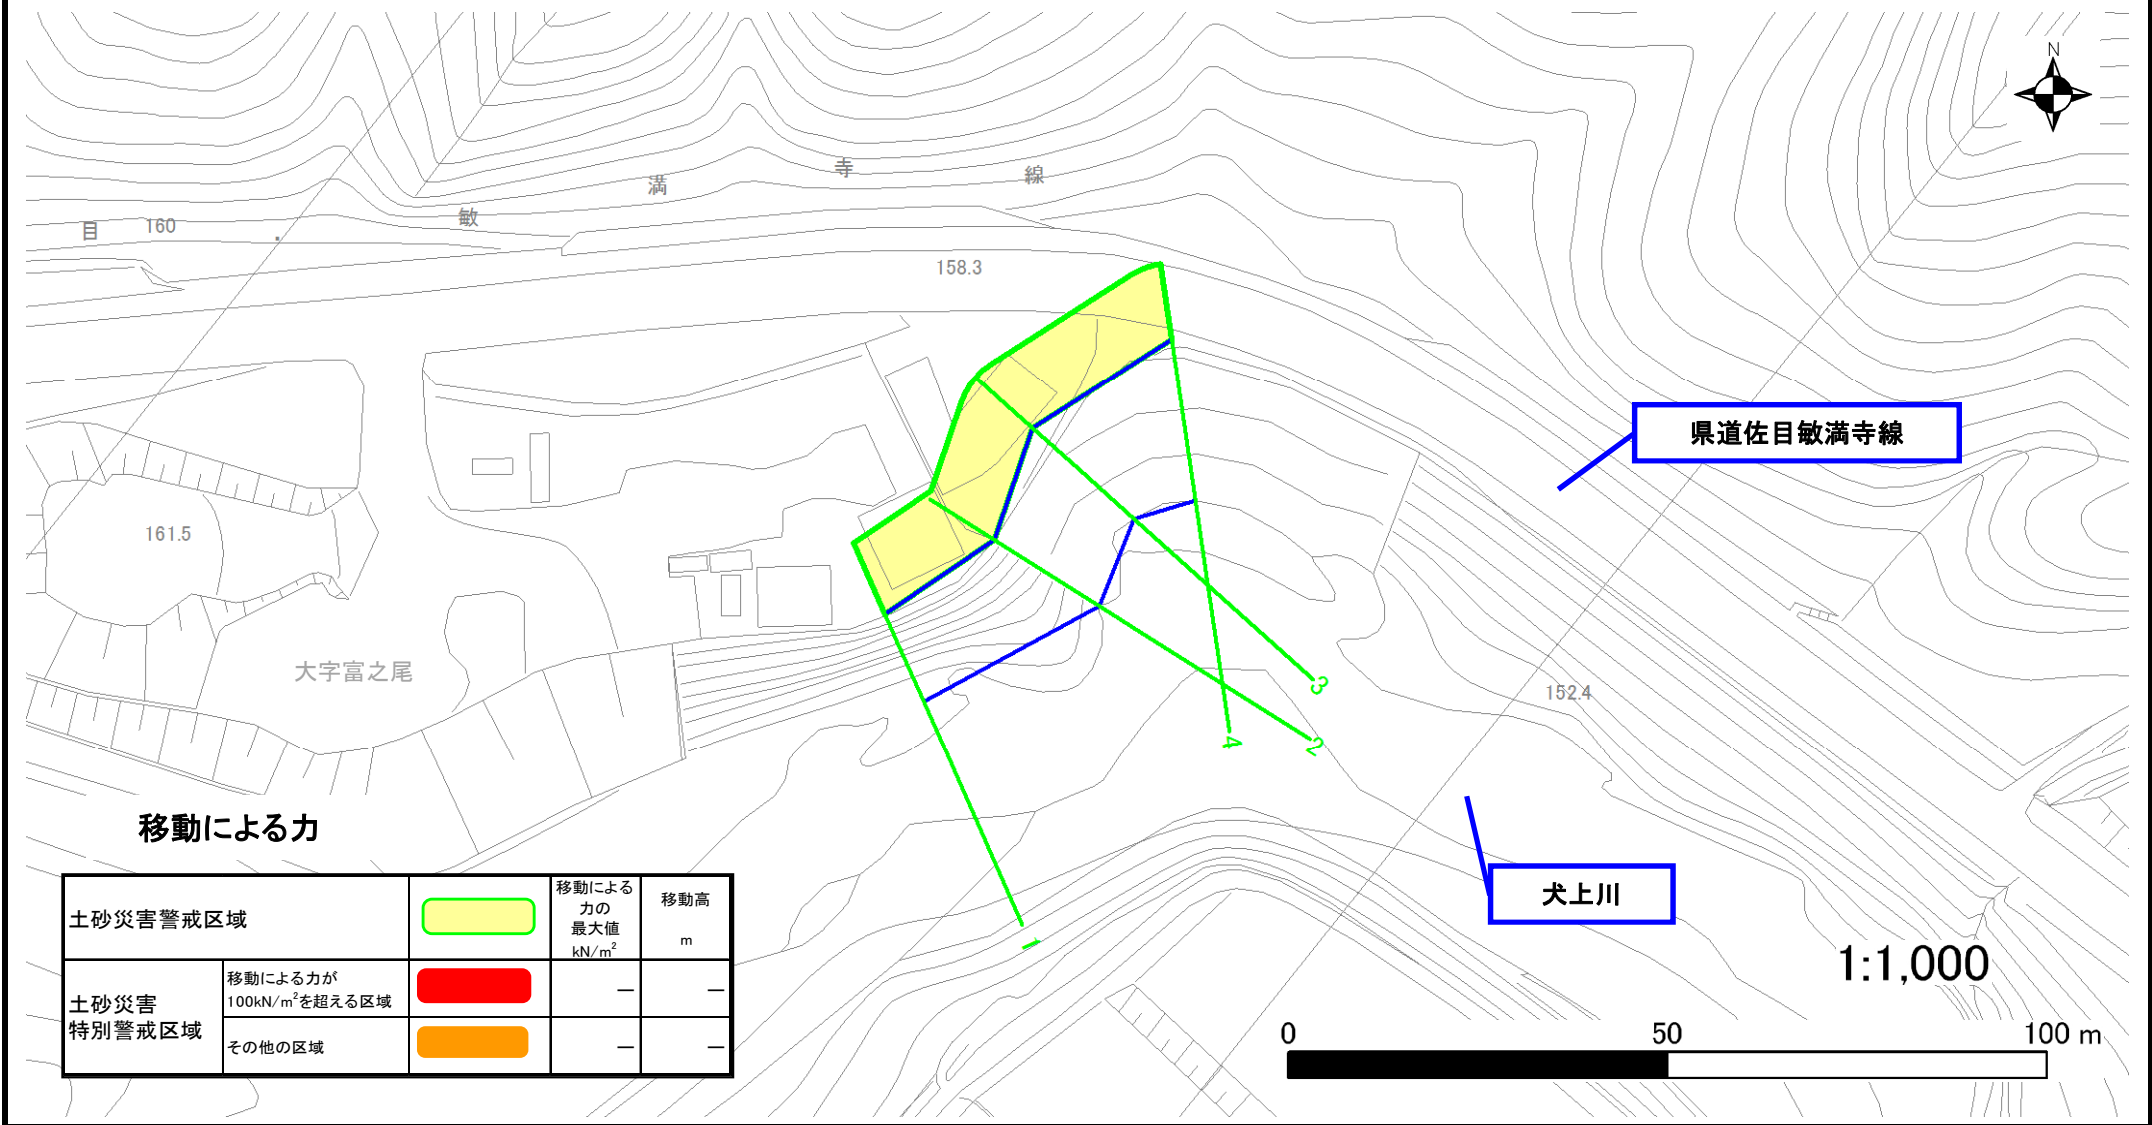 N
寺
線
満
敏
目
160
158.3
県道佐目敏満寺線
161.5
大字富之尾
3
152.4
4
2
移動による力
1
犬上川
土砂災害警戒区域
移動による
力の
最大値
kN/m²
移動高
m
土砂災害
特別警戒区域
移動による力が
100kN/m²を超える区域
—
—
その他の区域
—
—
1:1,000
0
50
100 m